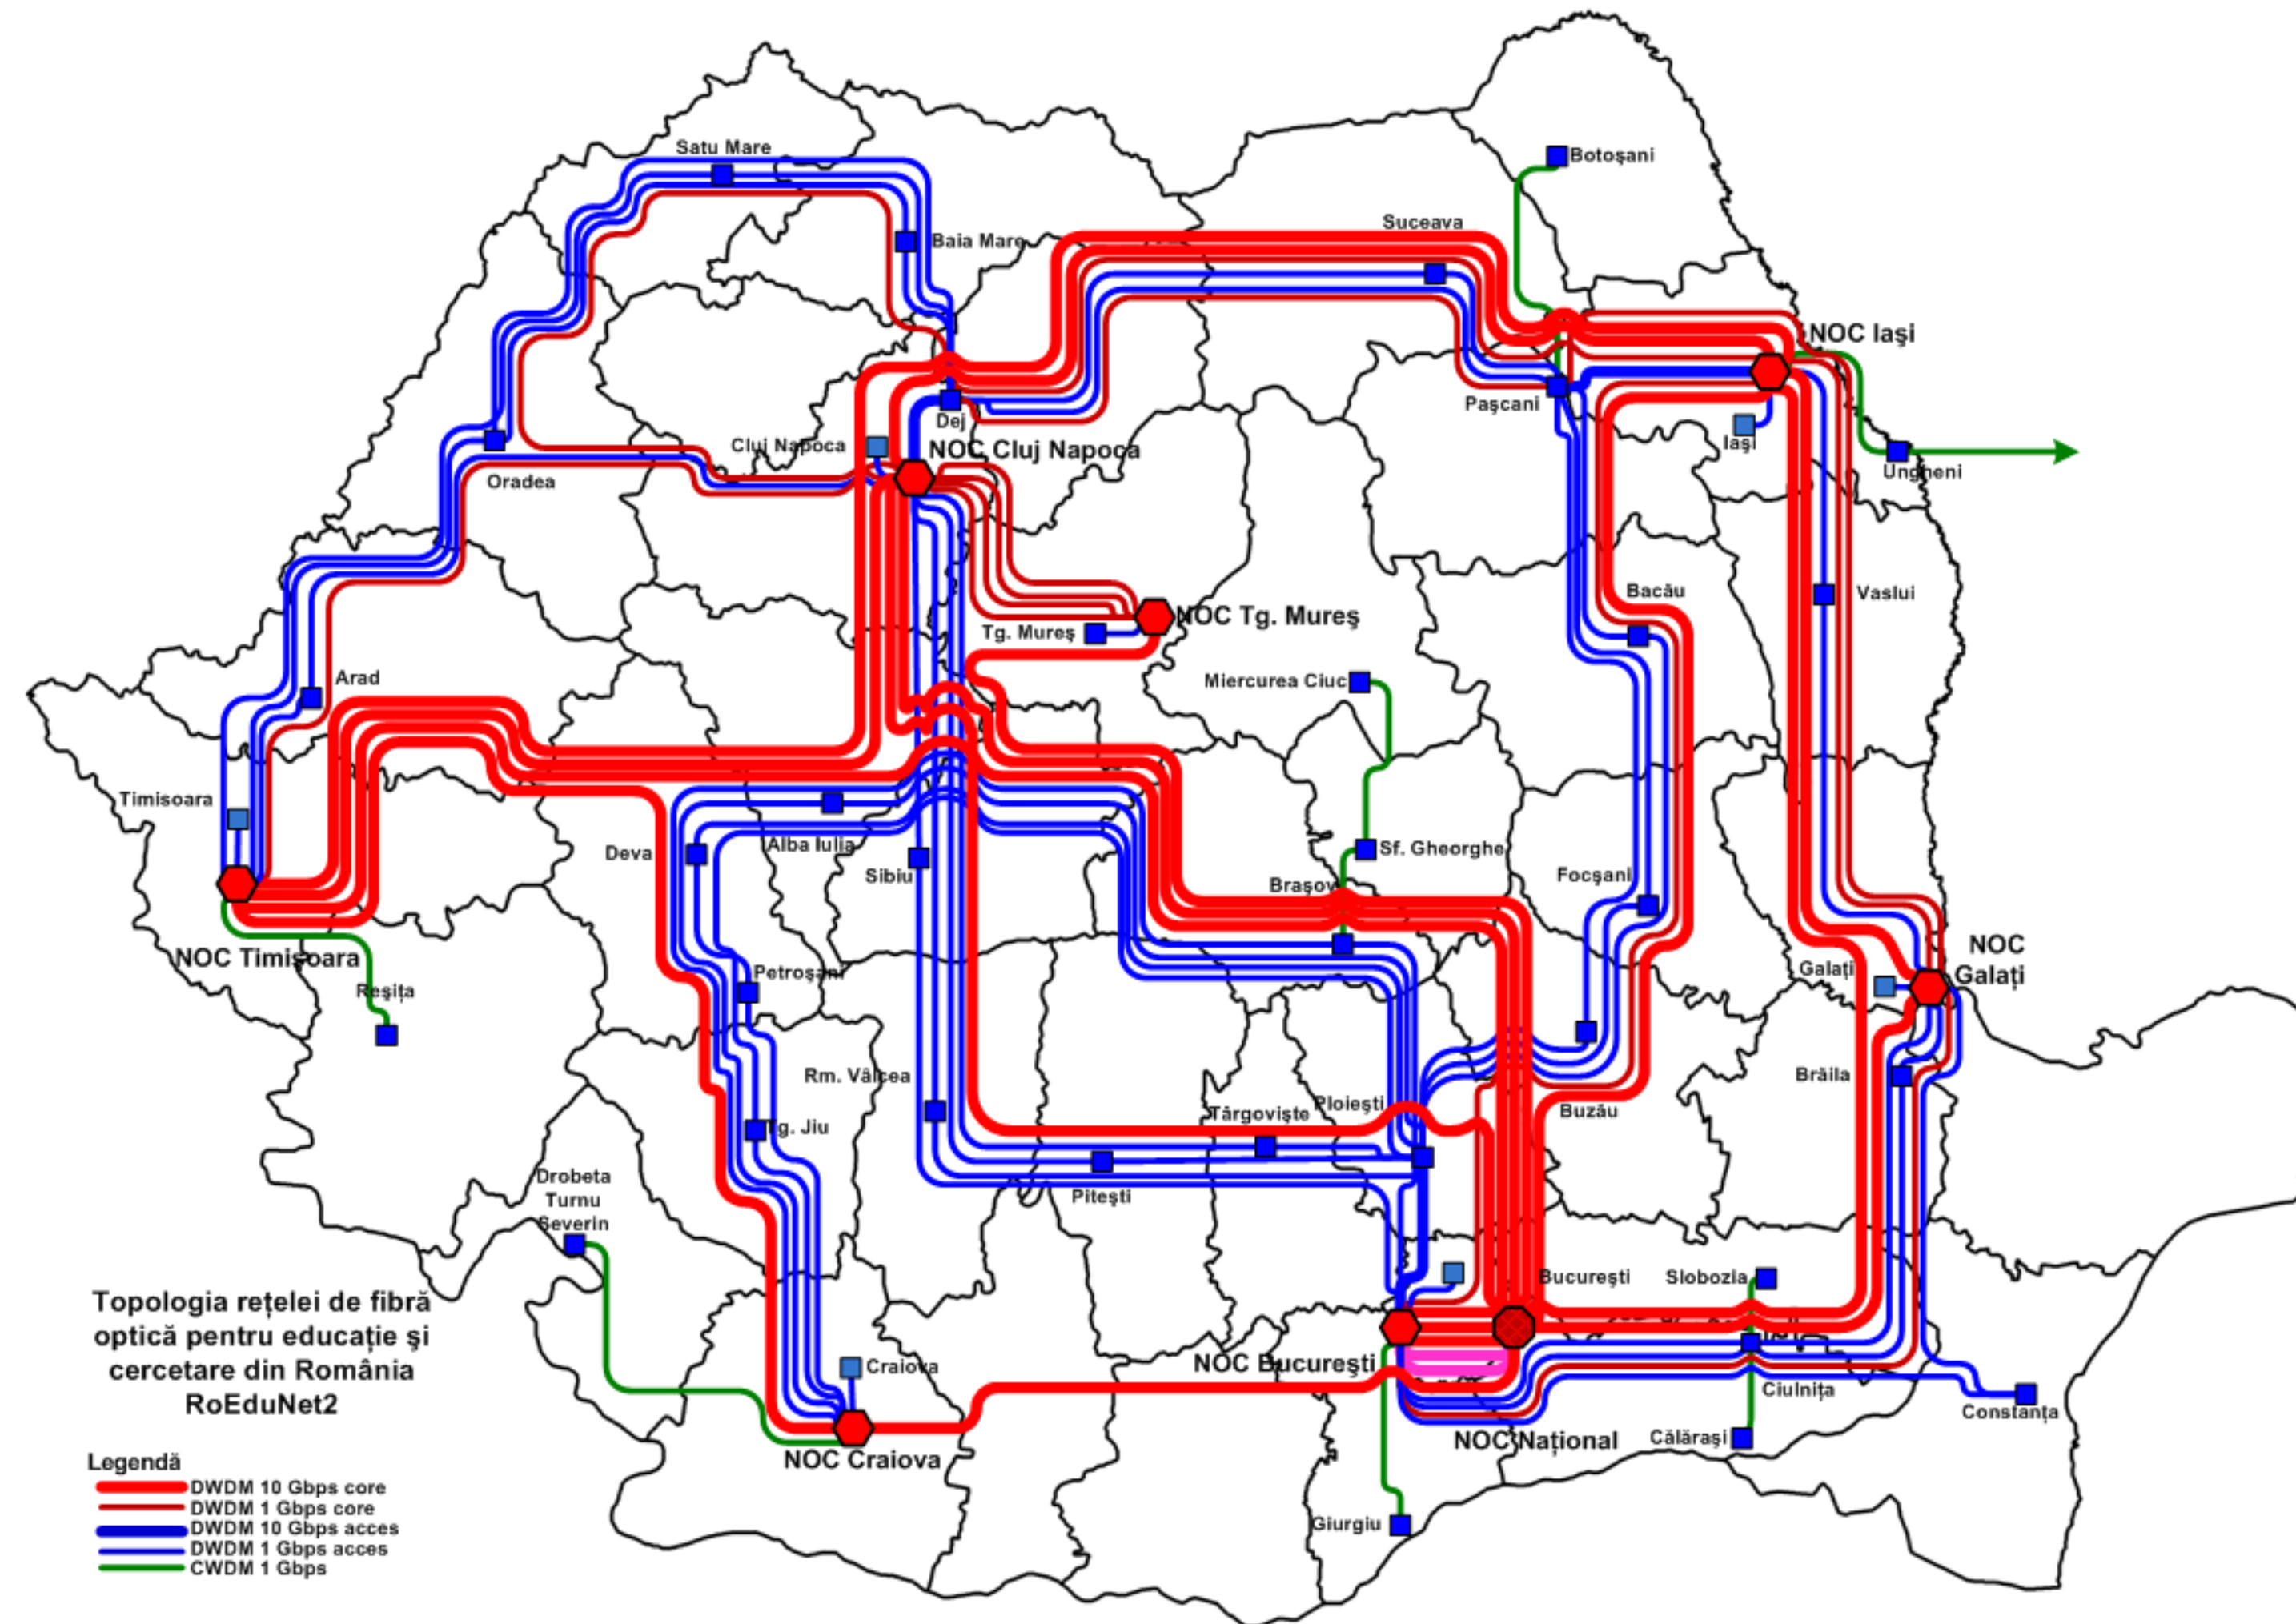 Satu Mare
Botoşani
Suceava
Baia Mare
NOC Iaşi
Paşcani
Dej
Cluj Napoca
NOC Cluj Napoca
Iaşi
Ungheni
Oradea
Bacău
Vaslui
NOC Tg. Mureş
Tg. Mureş
Miercurea Ciuc
Arad
Timisoara
Deva
Alba Iulia
Sibiu
Sf. Gheorghe
Braşov
Focşani
NOC
Galaţi
Galaţi
NOC Timişoara
Petroşani
Reşiţa
Rm. Vâlcea
Brăila
Târgovişte
Ploieşti
Buzău
Tg. Jiu
Drobeta
Turnu
Severin
Piteşti
Bucureşti
Slobozia
Topologia reţelei de fibră
optică pentru educaţie şi
cercetare din România
RoEduNet2
Craiova
NOC Bucureşti
Ciulniţa
Constanţa
NOC Naţional
Călăraşi
NOC Craiova
Giurgiu
Legendă
DWDM 10 Gbps core
DWDM 1 Gbps core
DWDM 10 Gbps acces
DWDM 1 Gbps acces
CWDM 1 Gbps